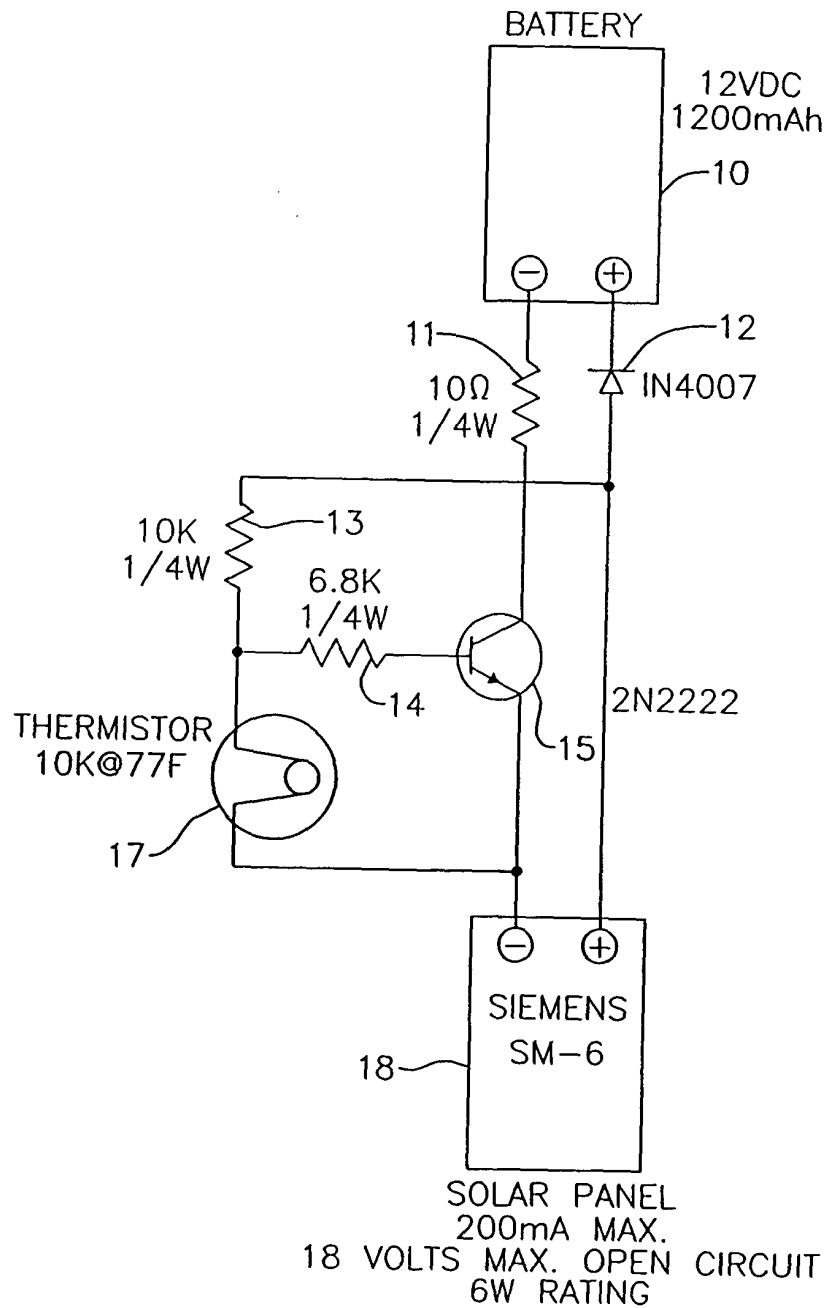 BATTERY
12VDC
1200mAh
10
11
12
10Ω
1/4W
IN4007
13
10K
1/4W
6.8K
1/4W
14
2N2222
15
THERMISTOR
10K@77F
17
SIEMENS
SM-6
18
SOLAR PANEL
200mA MAX.
18 VOLTS MAX. OPEN CIRCUIT
6W RATING